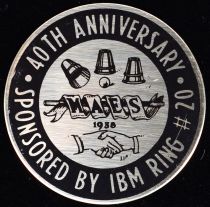 • 40TH ANNIVERSARY •
M.A.E.S
1938
SPONSORED BY IBM RING # 20